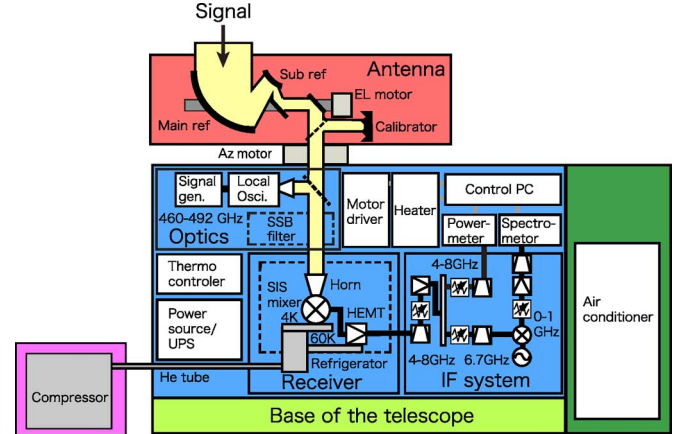 Signal
Sub ref
Antenna
EL motor
Main ref
Calibrator
Az motor
Signal
gen.
Local
Osci.
460-492 GHz
SSB
filter
Optics
Motor
driver
Heater
Control PC
Power-
meter
Spectro-
motor
4-8GHz
Thermo
controler
Power
source/
UPS
Horn
SIS
mixer
4K
HEMT
60K
Refrigerator
Receiver
0-1
GHz
4-8GHz
6.7GHz
IF system
Air
conditioner
He tube
Compressor
Base of the telescope